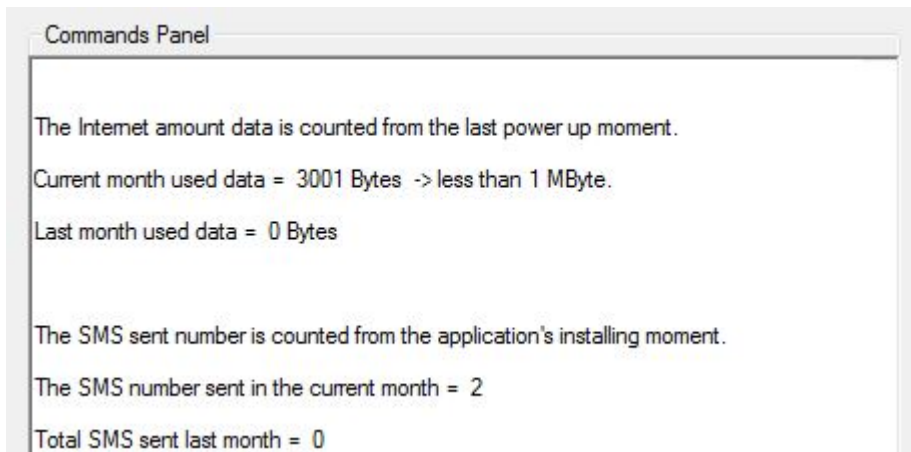 Commands Panel
The Internet amount data is counted from the last power up moment.
Current month used data = 3001 Bytes -> less than 1 MByte.
Last month used data = 0 Bytes
The SMS sent number is counted from the application's installing moment.
The SMS number sent in the current month = 2
Total SMS sent last month = 0